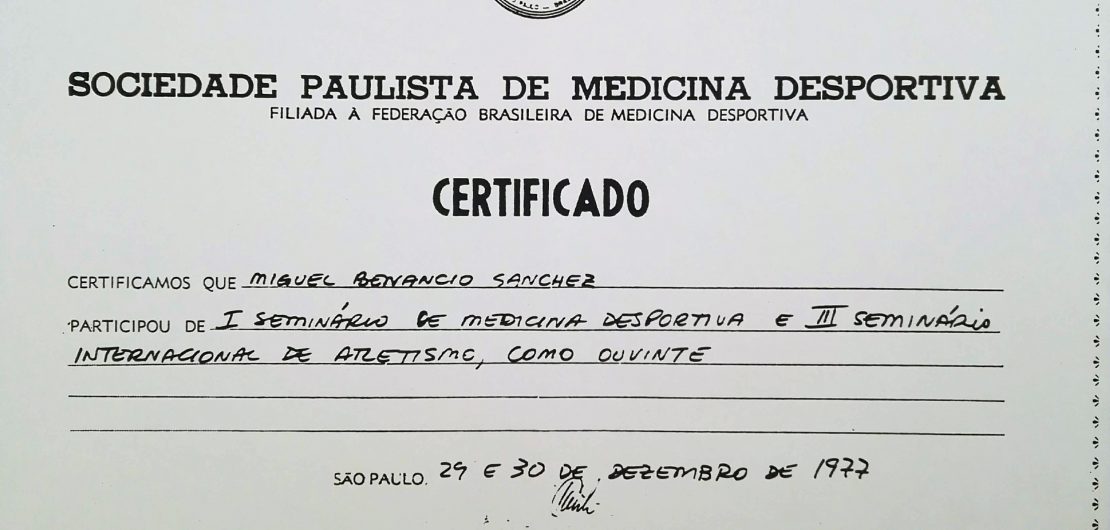 SOCIEDADE PAULISTA DE MEDICINA DESPORTIVA
FILIADA À FEDERAÇÃO BRASILEIRA DE MEDICINA DESPORTIVA
CERTIFICADO
CERTIFICAMOS QUE MIGUEL BENANCIO SANCHEZ
PARTICIPOU DE I SEMINÁRIO DE MEDICINA DESPORTIVA E III SEMINÁRIO
INTERNACIONAL DE ATLETISMO, COMO OUVINTE
SÃO PAULO, 29 E 30 DE DEZEMBRO DE 1977